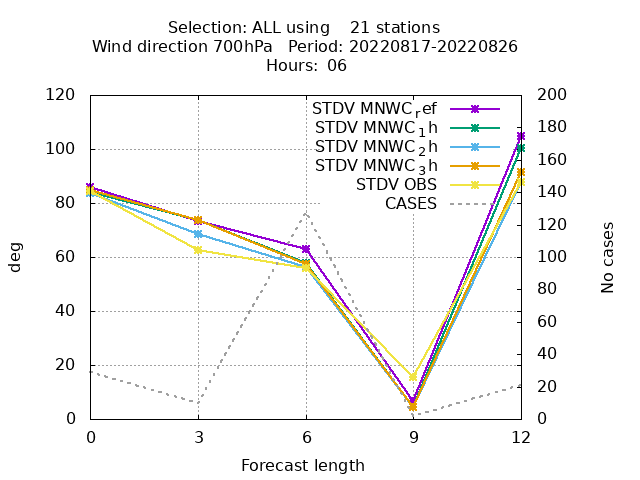 Selection: ALL using 21 stations
Wind direction 700hPa Period: 20220817-20220826
Hours: 06
120
100
80
60
40
20
0
200
180
160
140
120
100
80
60
40
20
0
STDV MNWC_ref
STDV MNWC_1h
STDV MNWC_2h
STDV MNWC_3h
STDV OBS
CASES
deg
No cases
0 3 6 9 12
Forecast length